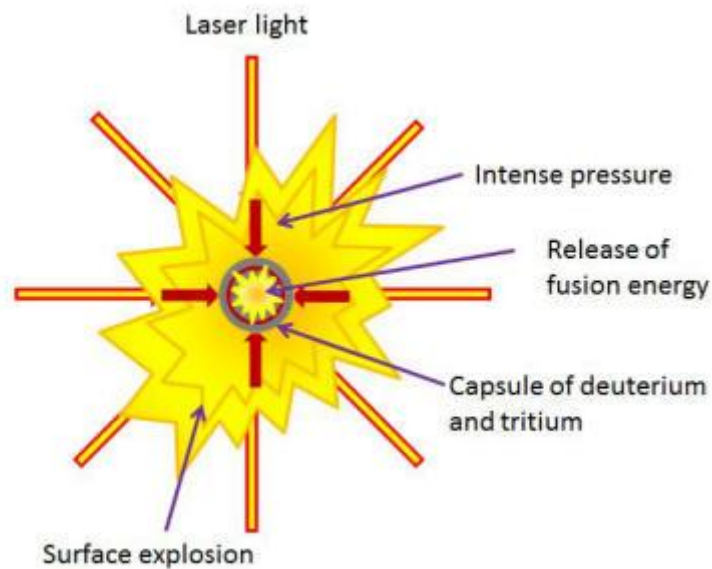 Laser light
Intense pressure
Release of
fusion energy
Capsule of deuterium
and tritium
Surface explosion